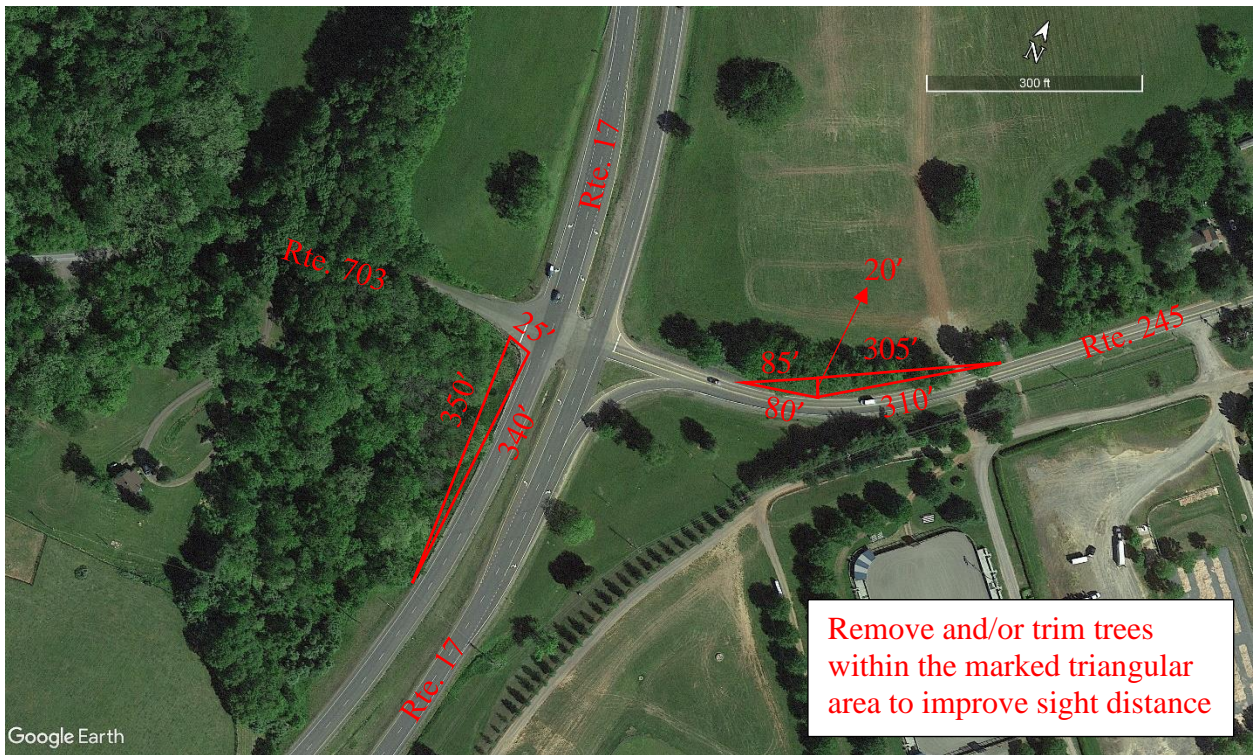 N
300 ft
Rte. 17
Rte. 703
20'
25'
85'
305'
Rte. 245
350'
340'
80'
310'
Rte. 17
Remove and/or trim trees
within the marked triangular
area to improve sight distance
Google Earth